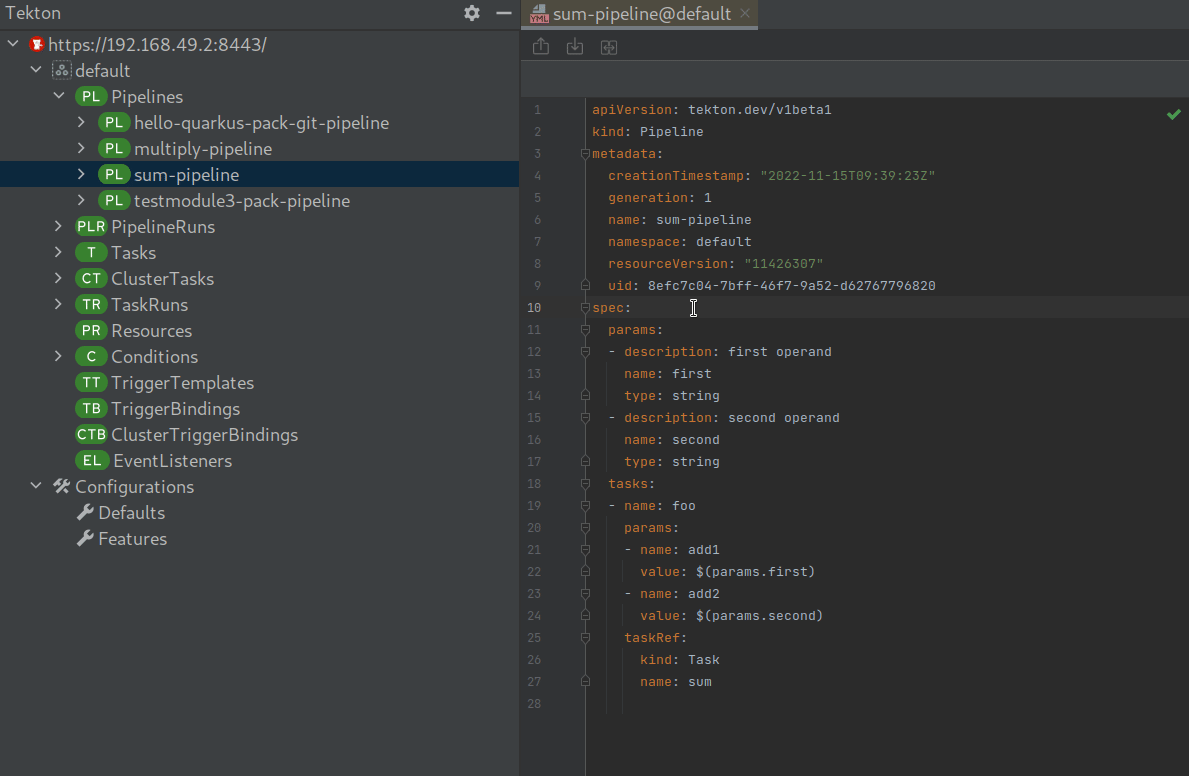 Tekton
https://192.168.49.2:8443/
default
PL Pipelines
PL hello-quarkus-pack-git-pipeline
PL multiply-pipeline
PL sum-pipeline
PL testmodule3-pack-pipeline
PLR PipelineRuns
T Tasks
CT ClusterTasks
TR TaskRuns
PR Resources
C Conditions
TT TriggerTemplates
TB TriggerBindings
CTB ClusterTriggerBindings
EL EventListeners
Configurations
Defaults
Features
YML sum-pipeline@default
1 apiVersion: tekton.dev/v1beta1
2 kind: Pipeline
3 metadata:
4   creationTimestamp: "2022-11-15T09:39:23Z"
5   generation: 1
6   name: sum-pipeline
7   namespace: default
8   resourceVersion: "11426307"
9   uid: 8efc7c04-7bff-46f7-9a52-d62767796820
10 spec:
11   params:
12   - description: first operand
13     name: first
14     type: string
15   - description: second operand
16     name: second
17     type: string
18   tasks:
19   - name: foo
20     params:
21     - name: add1
22       value: $(params.first)
23     - name: add2
24       value: $(params.second)
25     taskRef:
26       kind: Task
27       name: sum
28